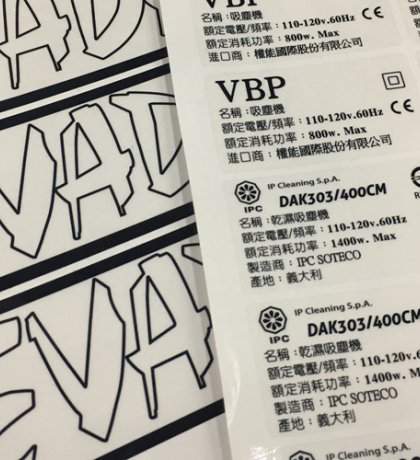 VAD
VAD
EVAD
VBP
名稱：吸塵機
額定電壓/頻率：110-120v.60Hz
額定消耗功率：800w. Max
進口商：權能國際股份有限公司
VBP
名稱：吸塵機
額定電壓/頻率：110-120v.60Hz
額定消耗功率：800w. Max
進口商：權能國際股份有限公司
IP Cleaning S.p.A.
IPC
DAK303/400CM
名稱：乾濕吸塵機
額定電壓/頻率：110-120v.60Hz
額定消耗功率：1400w. Max
製造商：IPC SOTECO
產地：義大利
IP Cleaning S.p.A.
IPC
DAK303/400CM
名稱：乾濕吸塵機
額定電壓/頻率：110-120v
額定消耗功率：1400w. Max
製造商：IPC SOTECO
產地：義大利
IP Cleaning S.p.A.